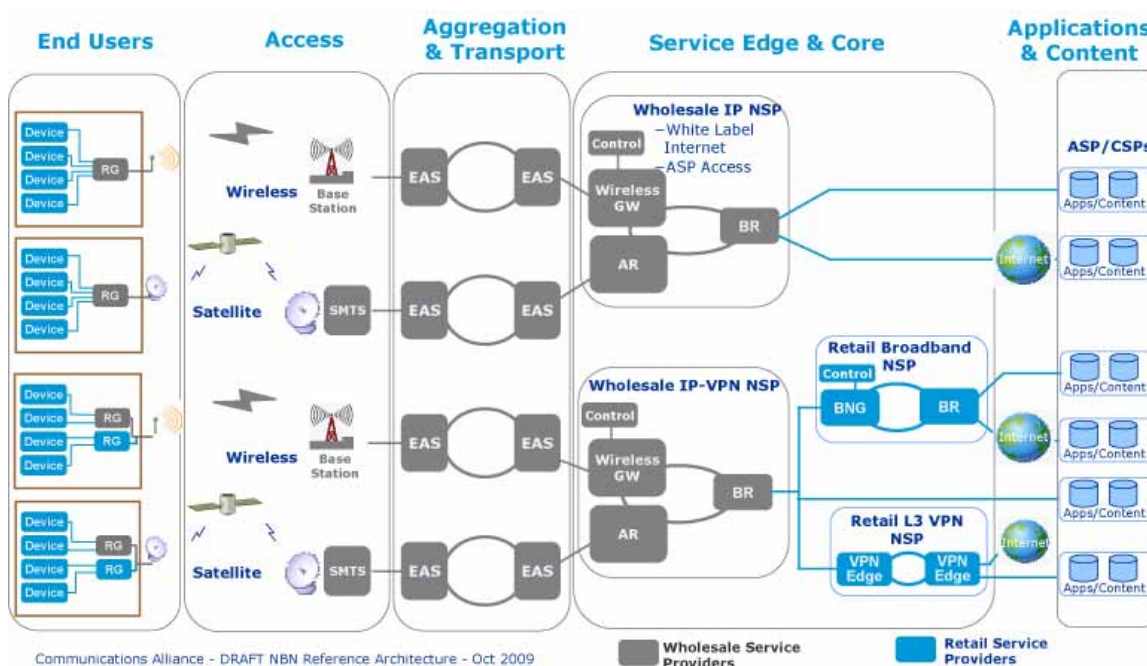 End Users
Access
Aggregation
& Transport
Service Edge & Core
Applications
& Content
Device
Device
Device
Device
RG
Wireless
Base
Station
EAS
EAS
Wholesale IP NSP
–White Label
Internet
–ASP Access
Control
Wireless
GW
AR
BR
ASP/CSPs
Apps/Content
Internet
Apps/Content
Device
Device
Device
Device
RG
Satellite
SMTS
EAS
EAS
Device
Device
Device
Device
RG
RG
Wireless
Base
Station
EAS
EAS
Wholesale IP-VPN NSP
Control
Wireless
GW
AR
BR
Retail Broadband
NSP
Control
BNG
BR
Apps/Content
Internet
Apps/Content
Apps/Content
Device
Device
Device
Device
RG
RG
Satellite
SMTS
EAS
EAS
Retail L3 VPN
NSP
VPN
Edge
VPN
Edge
Internet
Apps/Content
Communications Alliance - DRAFT NBN Reference Architecture - Oct 2009
Wholesale Service
Providers
Retail Service
Providers